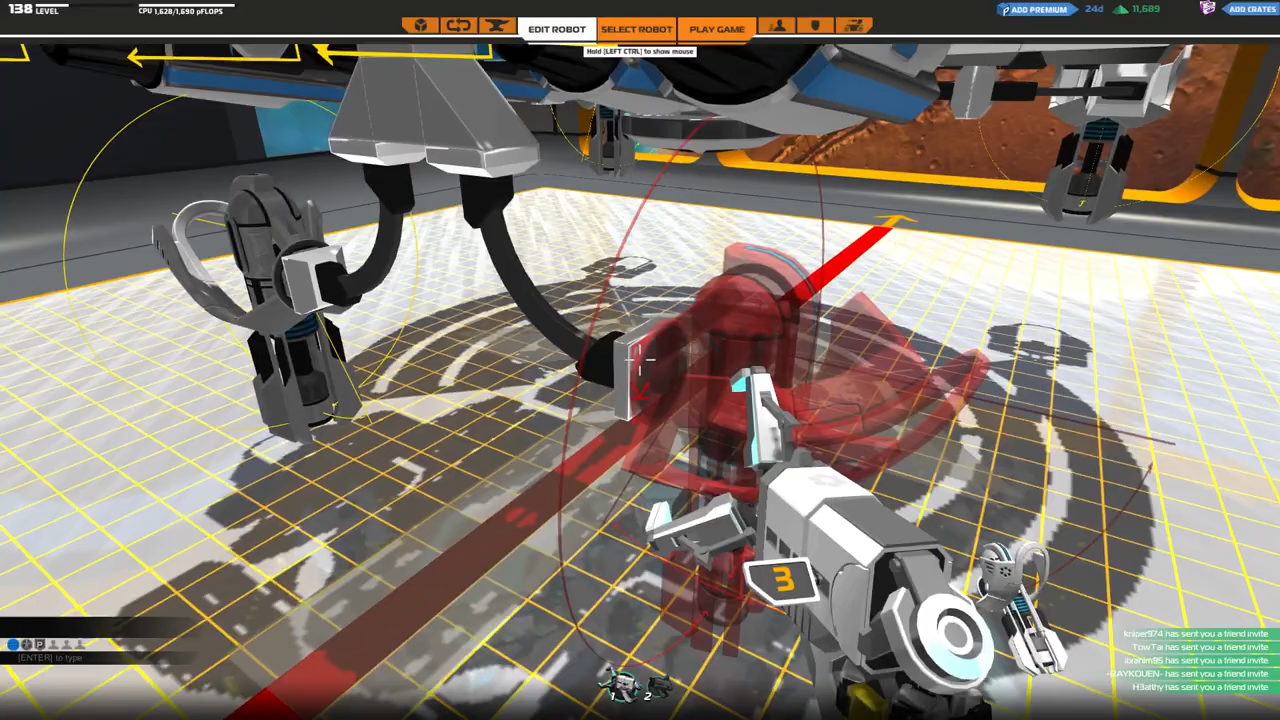 138 LEVEL
CPU 1,628/1,690 pFLOPS
ADD PREMIUM
24d
11,689
ADD CRATES
EDIT ROBOT
SELECT ROBOT
PLAY GAME
Hold [LEFT CTRL] to show mouse
3
[ENTER] to type
1
2
kniper974 has sent you a friend invite
TowTai has sent you a friend invite
ibrahim95 has sent you a friend invite.
-RAYKOUEN- has sent you a friend invite
H3althy has sent you a friend invite